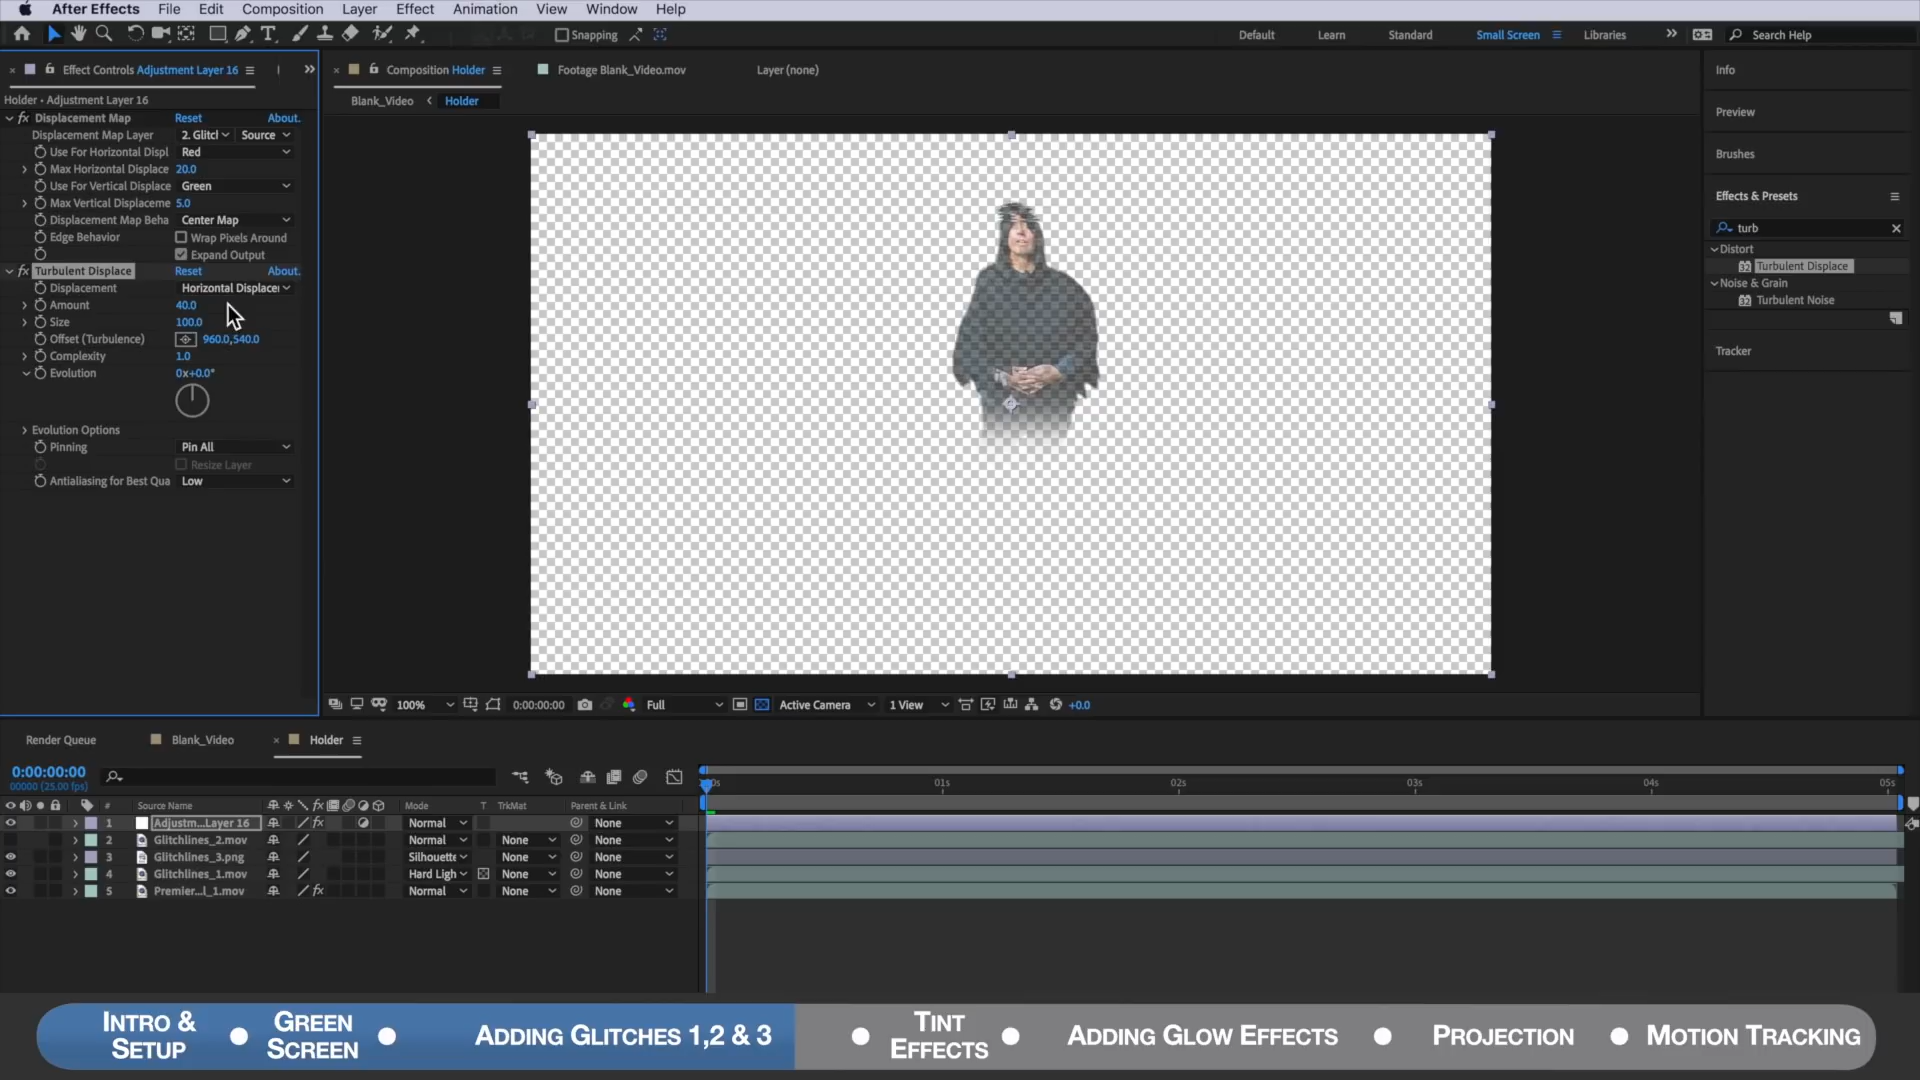 After Effects File Edit Composition Layer Effect Animation View Window Help
Snapping Default Learn Standard Small Screen Libraries Search Help
Effect Controls Adjustment Layer 16
Composition Holder
Footage Blank_Video.mov
Layer (none)
Info
Holder • Adjustment Layer 16
Blank_Video Holder
Preview
Brushes
Effects & Presets
turb
Distort
32 Turbulent Displace
Noise & Grain
32 Turbulent Noise
Tracker
fx Displacement Map Reset About.
Displacement Map Layer 2. Glitcl Source
Use For Horizontal Displ Red
Max Horizontal Displace 20.0
Use For Vertical Displace Green
Max Vertical Displaceme 5.0
Displacement Map Beha Center Map
Edge Behavior Wrap Pixels Around
Expand Output
fx Turbulent Displace Reset About.
Displacement Horizontal Displace
Amount 40.0
Size 100.0
Offset (Turbulence) 960.0,540.0
Complexity 1.0
Evolution 0x+0.0°
Evolution Options
Pinning Pin All
Resize Layer
Antialiasing for Best Qua Low
100% 0:00:00:00 Full Active Camera 1 View +0.0
Render Queue Blank_Video Holder
0:00:00:00
00000 (25.00 fps)
01s 02s 03s 04s 05s
# Source Name fx Mode T TrkMat Parent & Link
1 Adjustm...Layer 16 fx Normal None
2 Glitchlines_2.mov Normal None None
3 Glitchlines_3.png Silhouette None None
4 Glitchlines_1.mov Hard Ligh None None
5 Premier...l_1.mov fx Normal None None
INTRO &
SETUP
GREEN
SCREEN
ADDING GLITCHES 1,2 & 3
TINT
EFFECTS
ADDING GLOW EFFECTS
PROJECTION
MOTION TRACKING